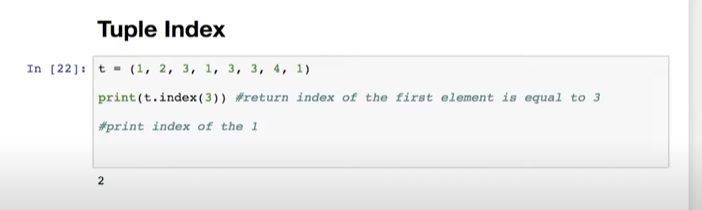 Tuple Index
In [22]: t = (1, 2, 3, 1, 3, 3, 4, 1)
print(t.index(3)) #return index of the first element is equal to 3
#print index of the 1
2